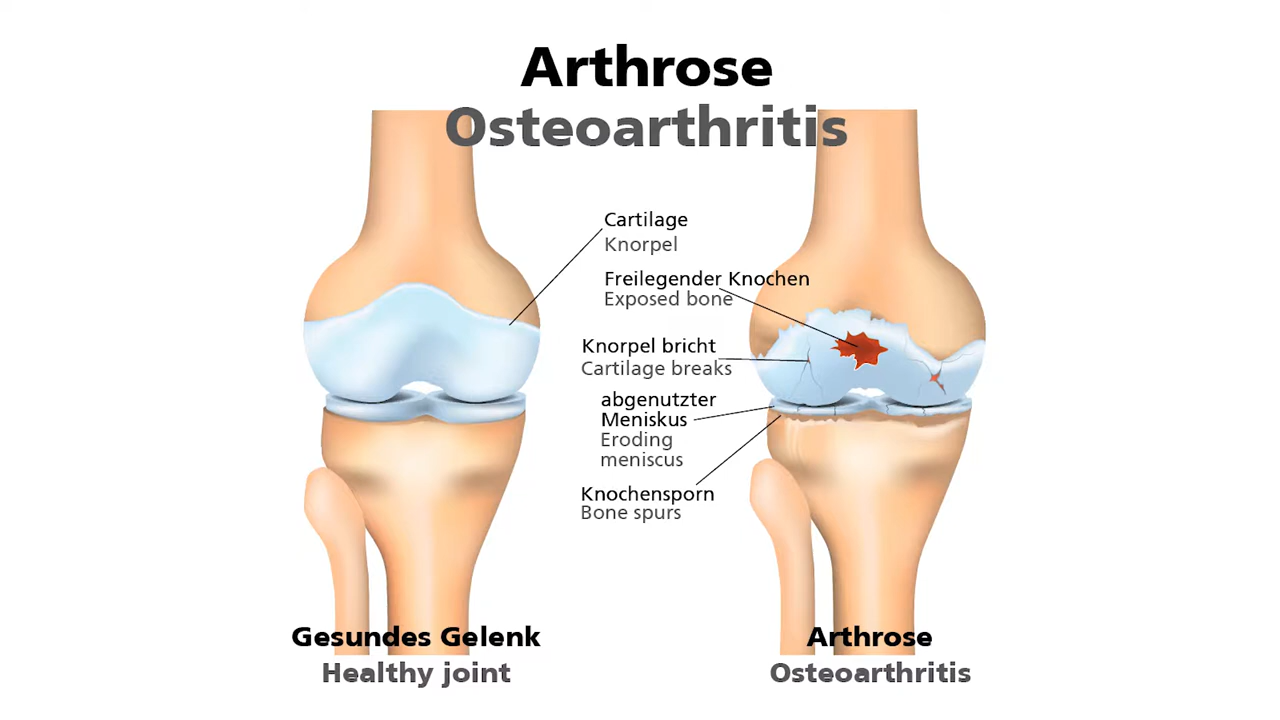 Arthrose
Osteoarthritis
Cartilage
Knorpel
Freilegender Knochen
Exposed bone
Knorpel bricht
Cartilage breaks
abgenutzter
Meniskus
Eroding
meniscus
Knochensporn
Bone spurs
Gesundes Gelenk
Healthy joint
Arthrose
Osteoarthritis